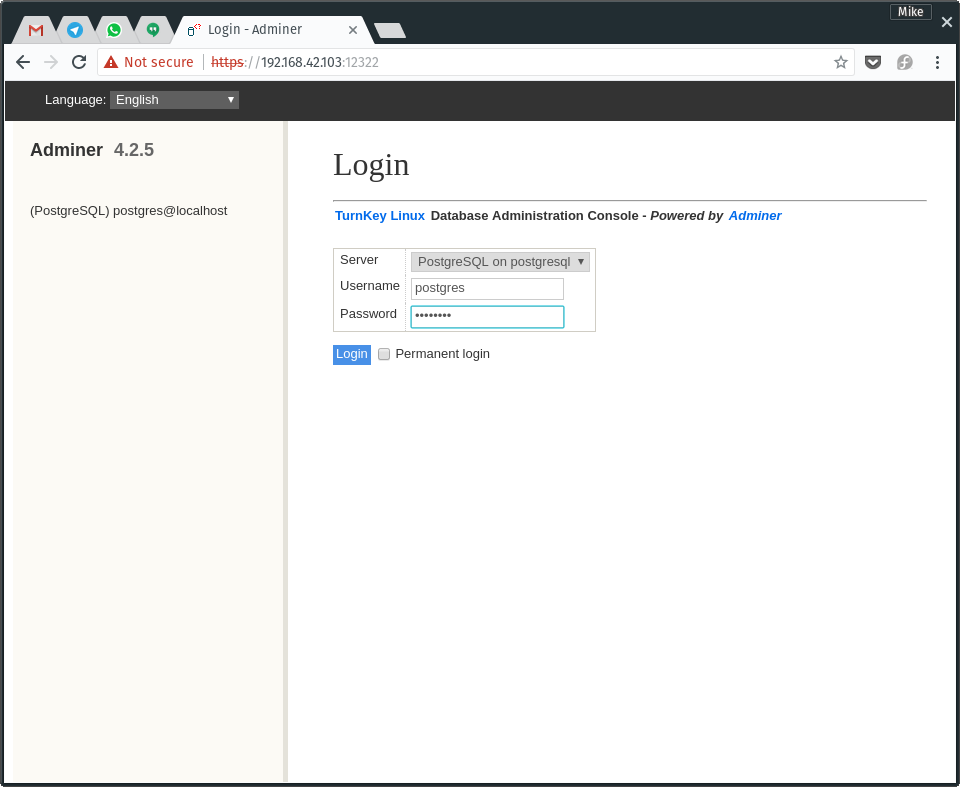 Mike
Login - Adminer
Not secure https://192.168.42.103:12322
Language: English
Adminer 4.2.5
(PostgreSQL) postgres@localhost
Login
TurnKey Linux Database Administration Console - Powered by Adminer
Server PostgreSQL on postgresql
Username postgres
Password ••••••••
Login Permanent login